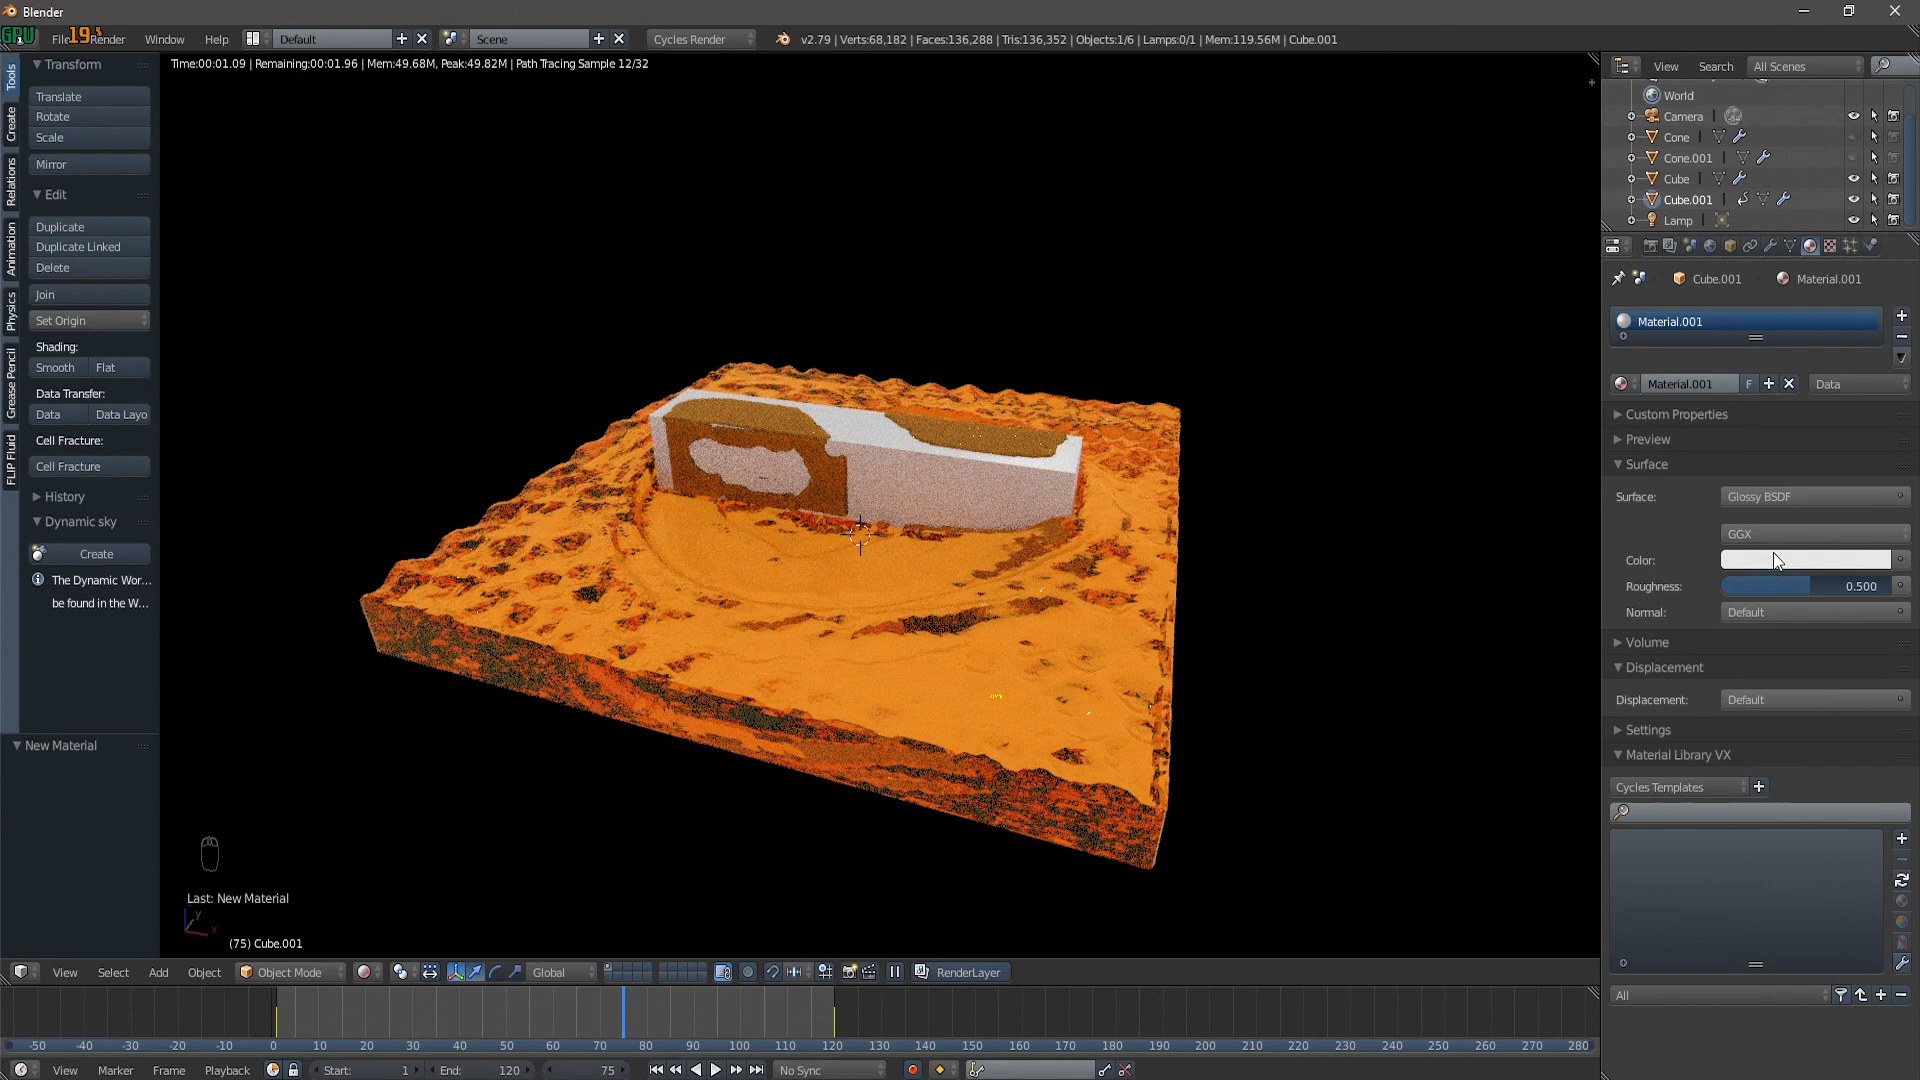 Blender
GPU 19
File Render Window Help Default Scene Cycles Render v2.79 | Verts:68,182 | Faces:136,288 | Tris:136,352 | Objects:1/6 | Lamps:0/1 | Mem:119.56M | Cube.001
Time:00:01.09 | Remaining:00:01.96 | Mem:49.68M, Peak:49.82M | Path Tracing Sample 12/32
Tools
Create
Relations
Animation
Physics
Grease Pencil
FLIP Fluid
Transform
Translate
Rotate
Scale
Mirror
Edit
Duplicate
Duplicate Linked
Delete
Join
Set Origin
Shading:
Smooth Flat
Data Transfer:
Data Data Layo
Cell Fracture:
Cell Fracture
History
Dynamic sky
Create
The Dynamic Wor...
be found in the W...
New Material
Last: New Material
y
x
(75) Cube.001
View Select Add Object Object Mode Global RenderLayer
-50 -40 -30 -20 -10 0 10 20 30 40 50 60 70 80 90 100 110 120 130 140 150 160 170 180 190 200 210 220 230 240 250 260 270 280
View Marker Frame Playback Start: 1 End: 120 75 No Sync
View Search All Scenes
World
Camera
Cone
Cone.001
Cube
Cube.001
Lamp
Cube.001 Material.001
Material.001
Material.001 F Data
Custom Properties
Preview
Surface
Surface: Glossy BSDF
GGX
Color:
Roughness: 0.500
Normal: Default
Volume
Displacement
Displacement: Default
Settings
Material Library VX
Cycles Templates
All